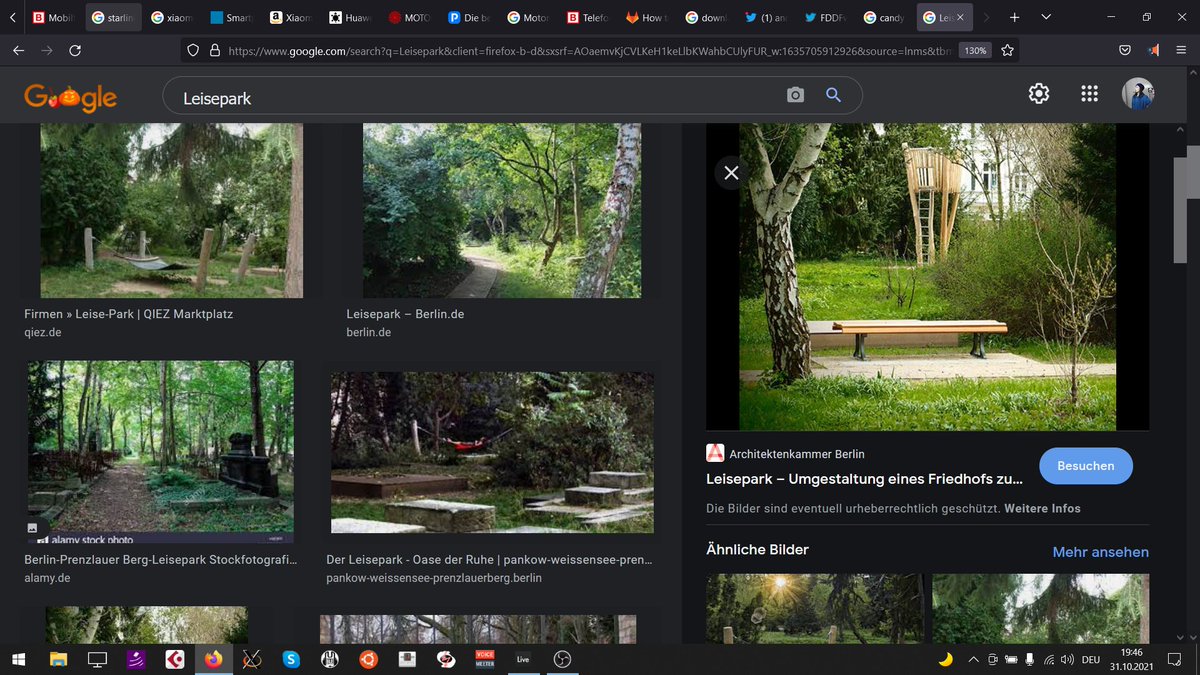 Mobil
starlin
xiaom
Smart
Xiaom
Huaw
MOTO
Die be
Motor
Telefo
How t
downl
(1) an
FDDFv
candy
Leis
https://www.google.com/search?q=Leisepark&client=firefox-b-d&sxsrf=AOaemvKjCVLKeH1keLlbKWahbCUlyFUR_w:1635705912926&source=lnms&tbm
130%
Leisepark
Firmen » Leise-Park | QIEZ Marktplatz
qiez.de
Leisepark – Berlin.de
berlin.de
alamy stock photo
Berlin-Prenzlauer Berg-Leisepark Stockfotografi...
alamy.de
Der Leisepark - Oase der Ruhe | pankow-weissensee-pren...
pankow-weissensee-prenzlauerberg.berlin
Architektenkammer Berlin
Leisepark – Umgestaltung eines Friedhofs zu...
Besuchen
Die Bilder sind eventuell urheberrechtlich geschützt. Weitere Infos
Ähnliche Bilder
Mehr ansehen
VOICE
MEETER
Live
DEU
19:46
31.10.2021